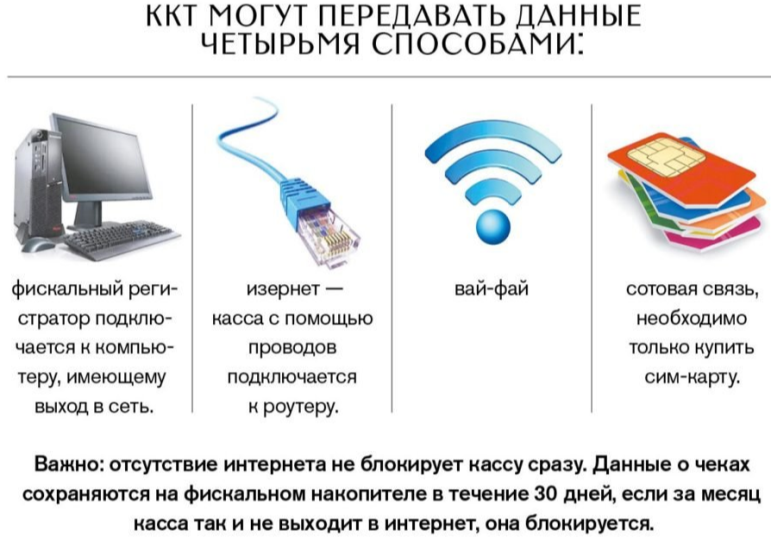 ККТ МОГУТ ПЕРЕДАВАТЬ ДАННЫЕ
ЧЕТЫРЬМЯ СПОСОБАМИ:
фискальный реги-
стратор подклю-
чается к компью-
теру, имеющему
выход в сеть.
изернет —
касса с помощью
проводов
подключается
к роутеру.
вай-фай
сотовая связь,
необходимо
только купить
сим-карту.
Важно: отсутствие интернета не блокирует кассу сразу. Данные о чеках
сохраняются на фискальном накопителе в течение 30 дней, если за месяц
касса так и не выходит в интернет, она блокируется.